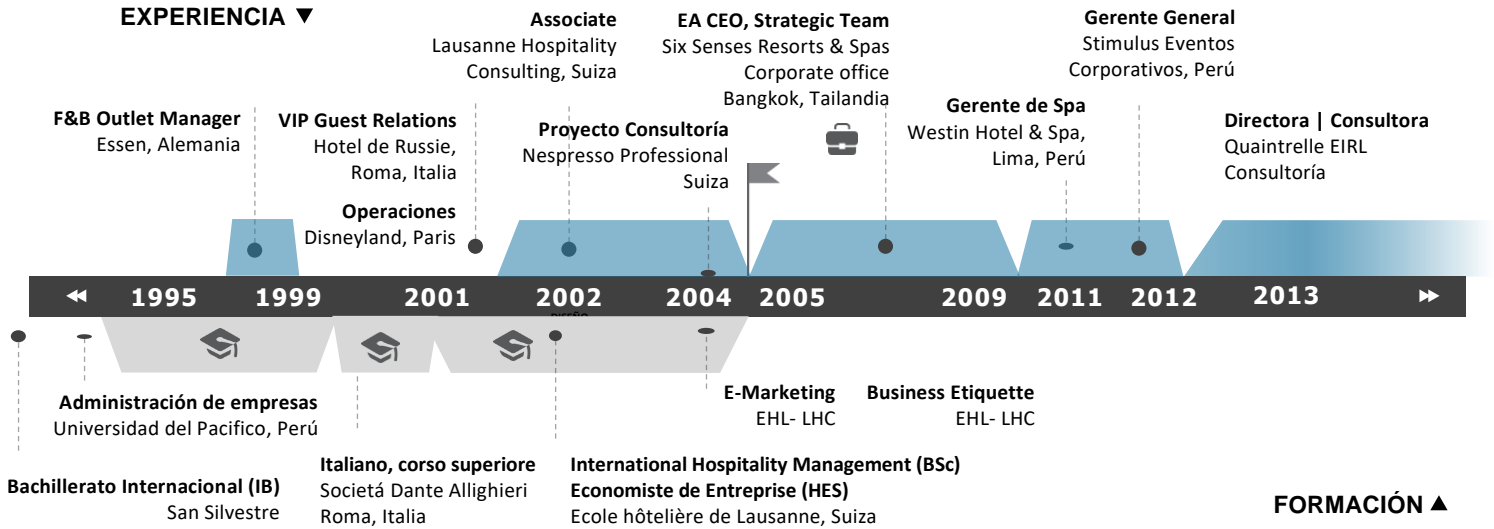 EXPERIENCIA ▼
F&B Outlet Manager
Essen, Alemania
VIP Guest Relations
Hotel de Russie,
Roma, Italia
Operaciones
Disneyland, Paris
Associate
Lausanne Hospitality
Consulting, Suiza
Proyecto Consultoría
Nespresso Professional
Suiza
EA CEO, Strategic Team
Six Senses Resorts & Spas
Corporate office
Bangkok, Tailandia
Gerente de Spa
Westin Hotel & Spa,
Lima, Perú
Gerente General
Stimulus Eventos
Corporativos, Perú
Directora | Consultora
Quaintrelle EIRL
Consultoría
1995 1999 2001 2002 2004 2005 2009 2011 2012 2013
Administración de empresas
Universidad del Pacifico, Perú
Bachillerato Internacional (IB)
San Silvestre
Italiano, corso superiore
Societá Dante Allighieri
Roma, Italia
International Hospitality Management (BSc)
Economiste de Entreprise (HES)
Ecole hôtelière de Lausanne, Suiza
E-Marketing
EHL- LHC
Business Etiquette
EHL- LHC
FORMACIÓN ▲